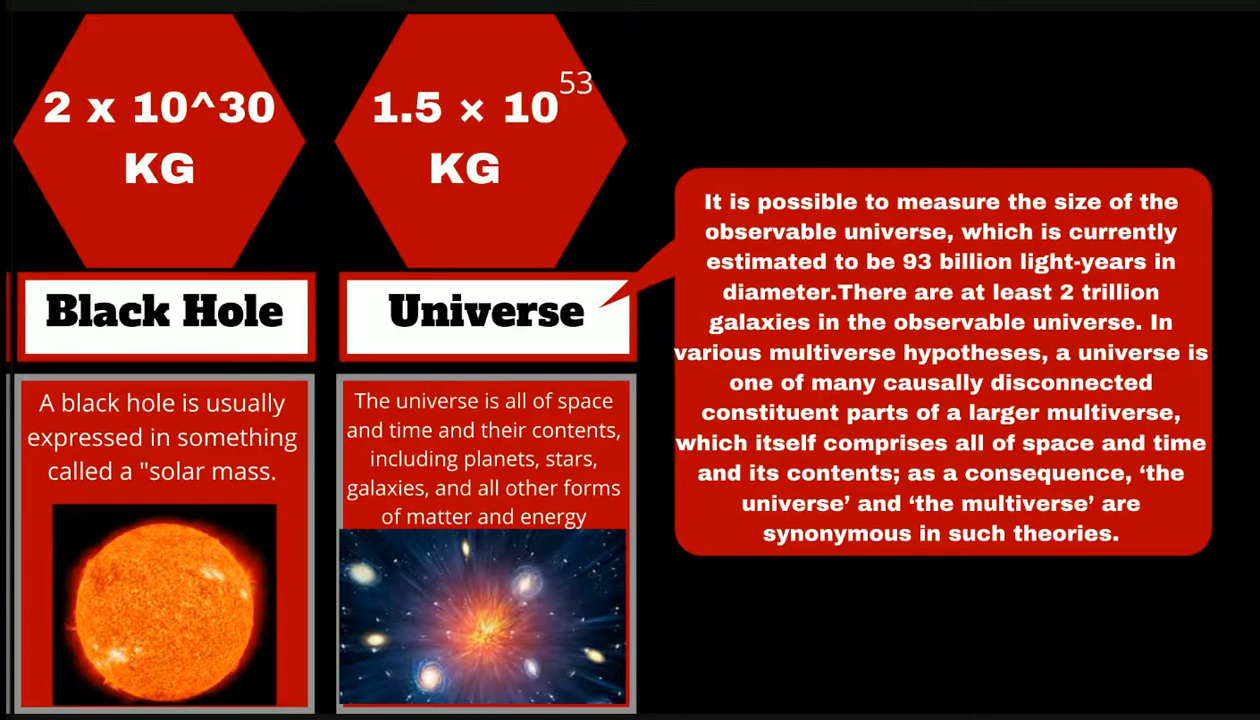 2 x 10^30
KG
Black Hole
A black hole is usually
expressed in something
called a "solar mass.
1.5 × 10⁵³
KG
Universe
The universe is all of space
and time and their contents,
including planets, stars,
galaxies, and all other forms
of matter and energy
It is possible to measure the size of the
observable universe, which is currently
estimated to be 93 billion light-years in
diameter.There are at least 2 trillion
galaxies in the observable universe. In
various multiverse hypotheses, a universe is
one of many causally disconnected
constituent parts of a larger multiverse,
which itself comprises all of space and time
and its contents; as a consequence, ‘the
universe’ and ‘the multiverse’ are
synonymous in such theories.